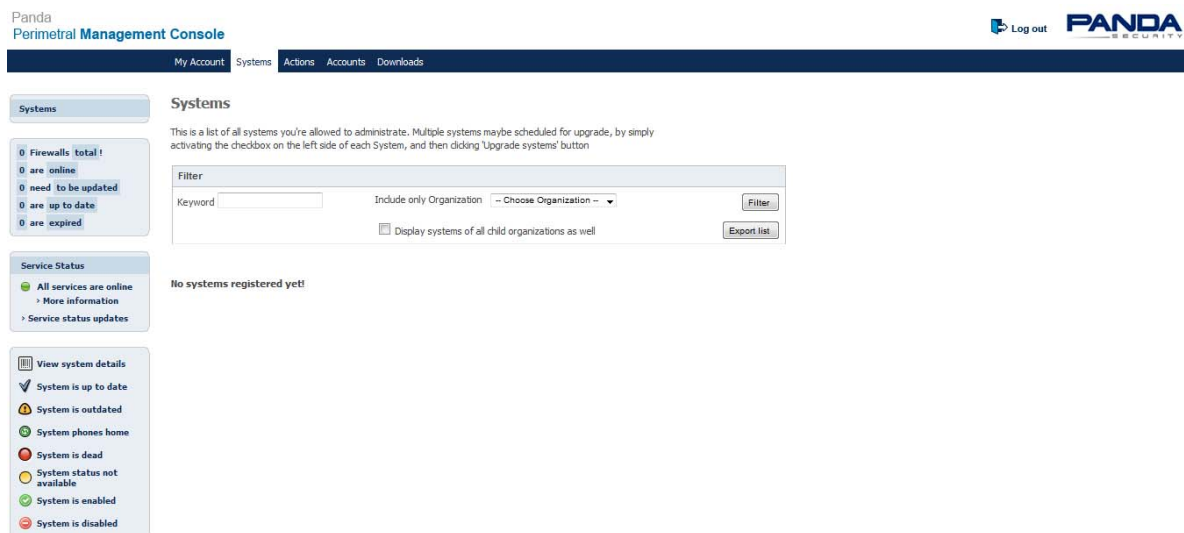 Panda
Perimetral Management Console
Log out
PANDA
SECURITY
My Account Systems Actions Accounts Downloads
Systems
0 Firewalls total !
0 are online
0 need to be updated
0 are up to date
0 are expired
Service Status
All services are online
› More information
› Service status updates
View system details
System is up to date
System is outdated
System phones home
System is dead
System status not
available
System is enabled
System is disabled
Systems
This is a list of all systems you're allowed to administrate. Multiple systems maybe scheduled for upgrade, by simply
activating the checkbox on the left side of each System, and then clicking 'Upgrade systems' button
Filter
Keyword Include only Organization -- Choose Organization -- Filter
Display systems of all child organizations as well Export list
No systems registered yet!